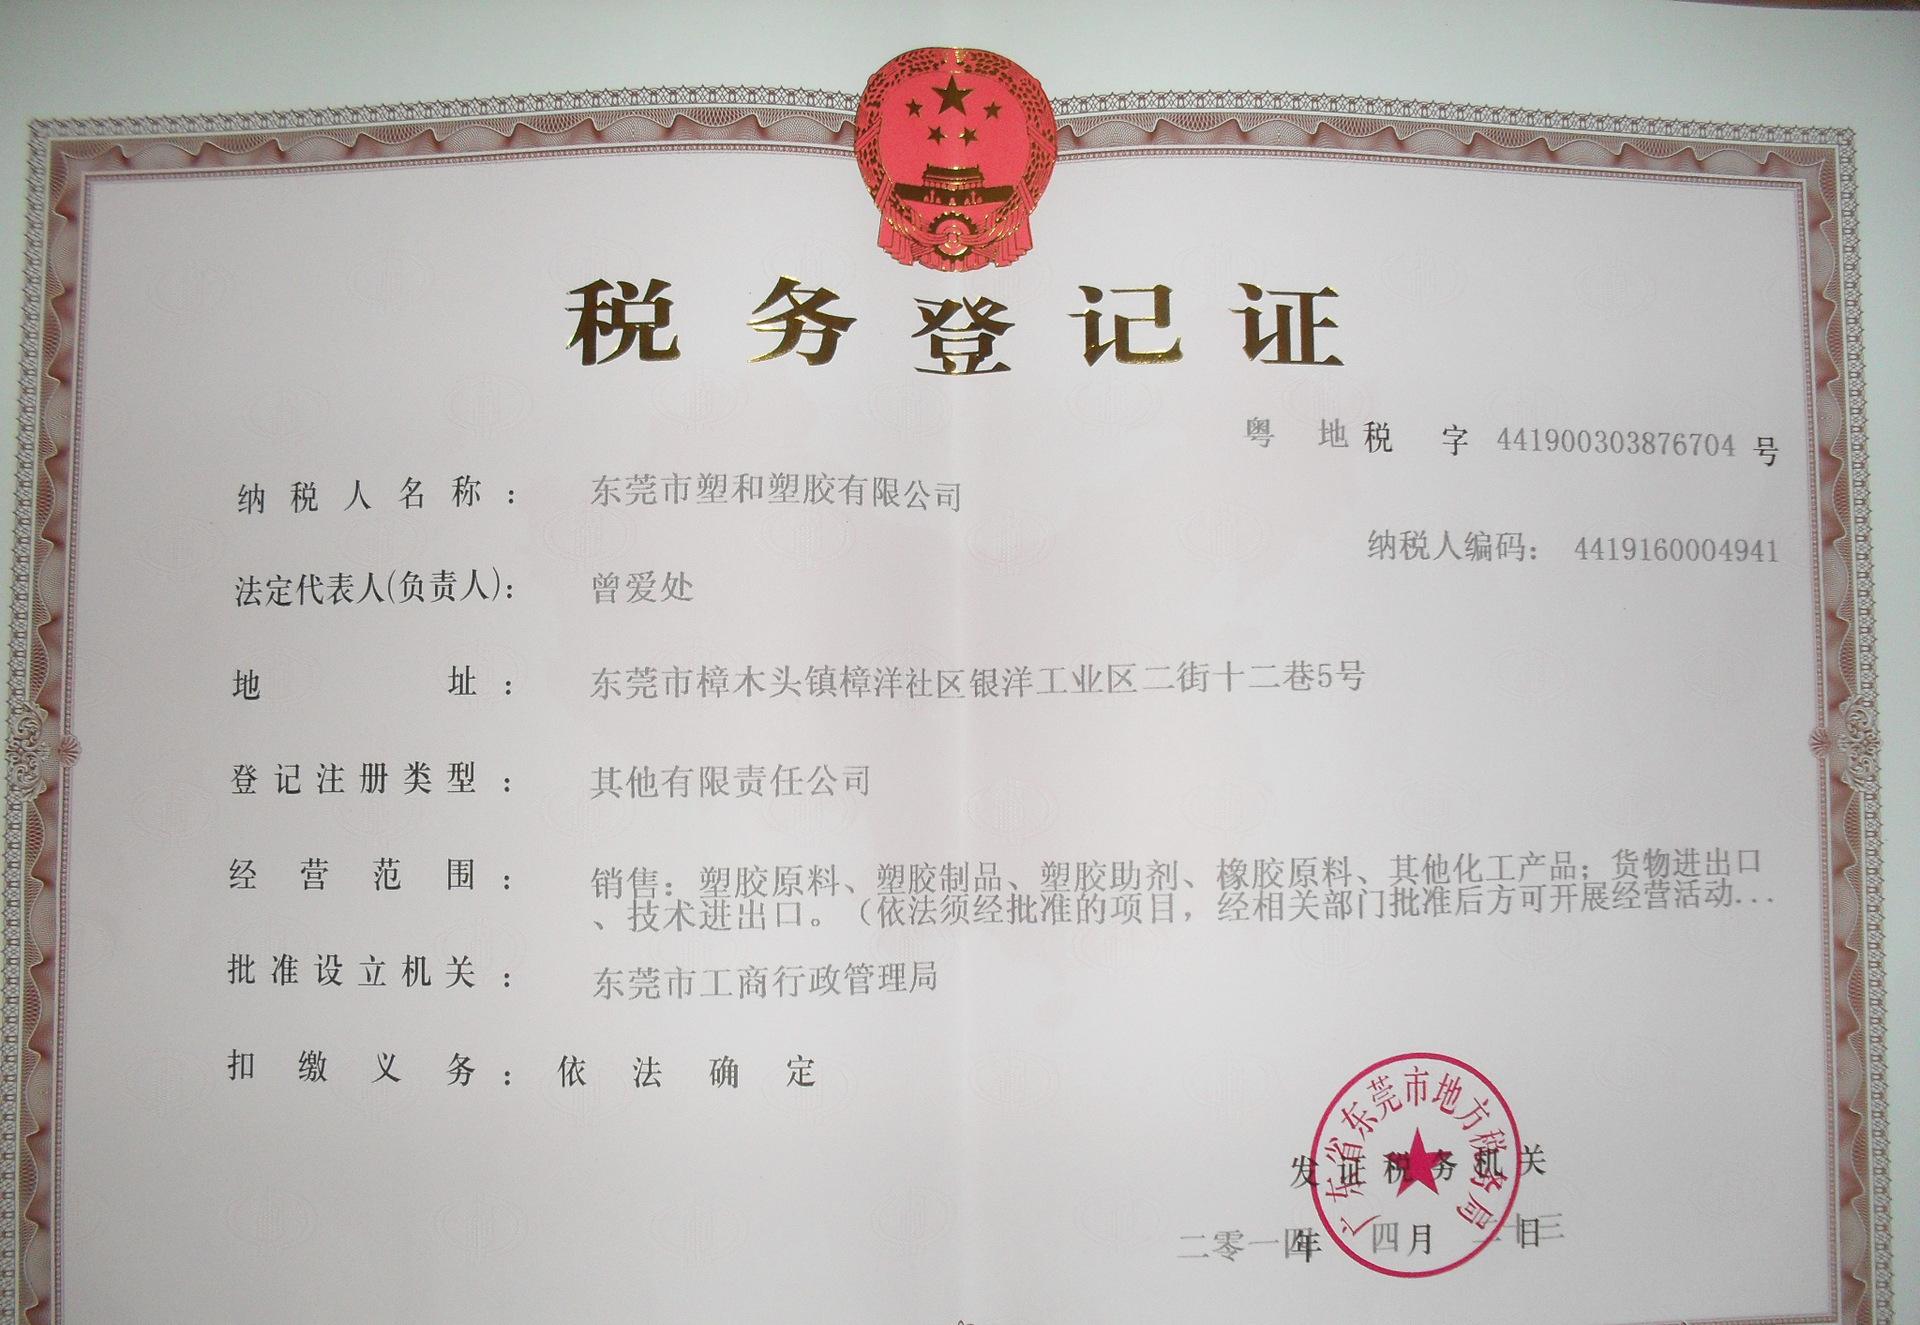 税务登记证
粤 地税 字 441900303876704 号
纳税人名称： 东莞市塑和塑胶有限公司
纳税人编码： 4419160004941
法定代表人(负责人)： 曾爱处
地 址： 东莞市樟木头镇樟洋社区银洋工业区二街十二巷5号
登记注册类型： 其他有限责任公司
经营范围： 销售：塑胶原料、塑胶制品、塑胶助剂、橡胶原料、其他化工产品；货物进出口
、技术进出口。（依法须经批准的项目，经相关部门批准后方可开展经营活动...
批准设立机关： 东莞市工商行政管理局
扣缴义务： 依法确定
广东省东莞市地方税务局
发证税务机关
二零一四年 四月 二十三日